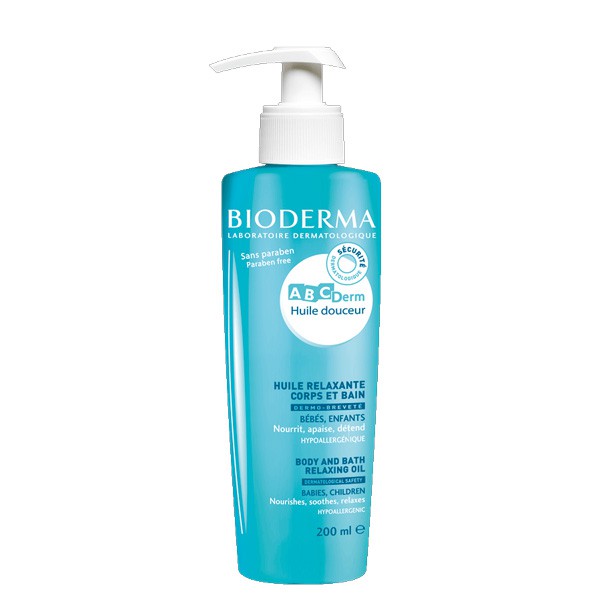 BIODERMA
LABORATOIRE DERMATOLOGIQUE
Sans paraben
Paraben free
SÉCURITÉ
DERMATOLOGIQUE
ABCDerm
Huile douceur
HUILE RELAXANTE
CORPS ET BAIN
DERMO-BREVETÉ
BÉBÉS, ENFANTS
Nourrit, apaise, détend
HYPOALLERGÉNIQUE
BODY AND BATH
RELAXING OIL
DERMATOLOGICAL SAFETY
BABIES, CHILDREN
Nourishes, soothes, relaxes
HYPOALLERGENIC
200 ml ℮